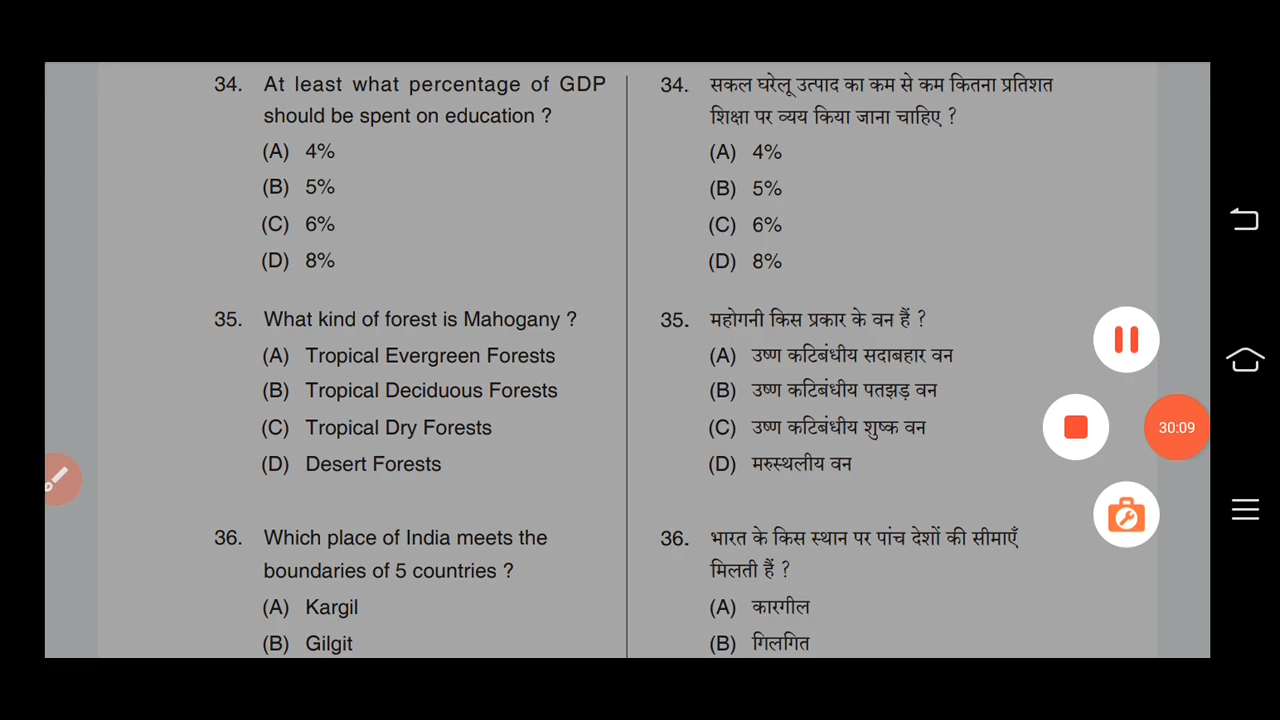 34. At least what percentage of GDP
should be spent on education ?
(A) 4%
(B) 5%
(C) 6%
(D) 8%
35. What kind of forest is Mahogany ?
(A) Tropical Evergreen Forests
(B) Tropical Deciduous Forests
(C) Tropical Dry Forests
(D) Desert Forests
36. Which place of India meets the
boundaries of 5 countries ?
(A) Kargil
(B) Gilgit
34. सकल घरेलू उत्पाद का कम से कम कितना प्रतिशत
शिक्षा पर व्यय किया जाना चाहिए ?
(A) 4%
(B) 5%
(C) 6%
(D) 8%
35. महोगनी किस प्रकार के वन हैं ?
(A) उष्ण कटिबंधीय सदाबहार वन
(B) उष्ण कटिबंधीय पतझड़ वन
(C) उष्ण कटिबंधीय शुष्क वन
(D) मरुस्थलीय वन
36. भारत के किस स्थान पर पांच देशों की सीमाएँ
मिलती हैं ?
(A) कारगील
(B) गिलगित
30:09